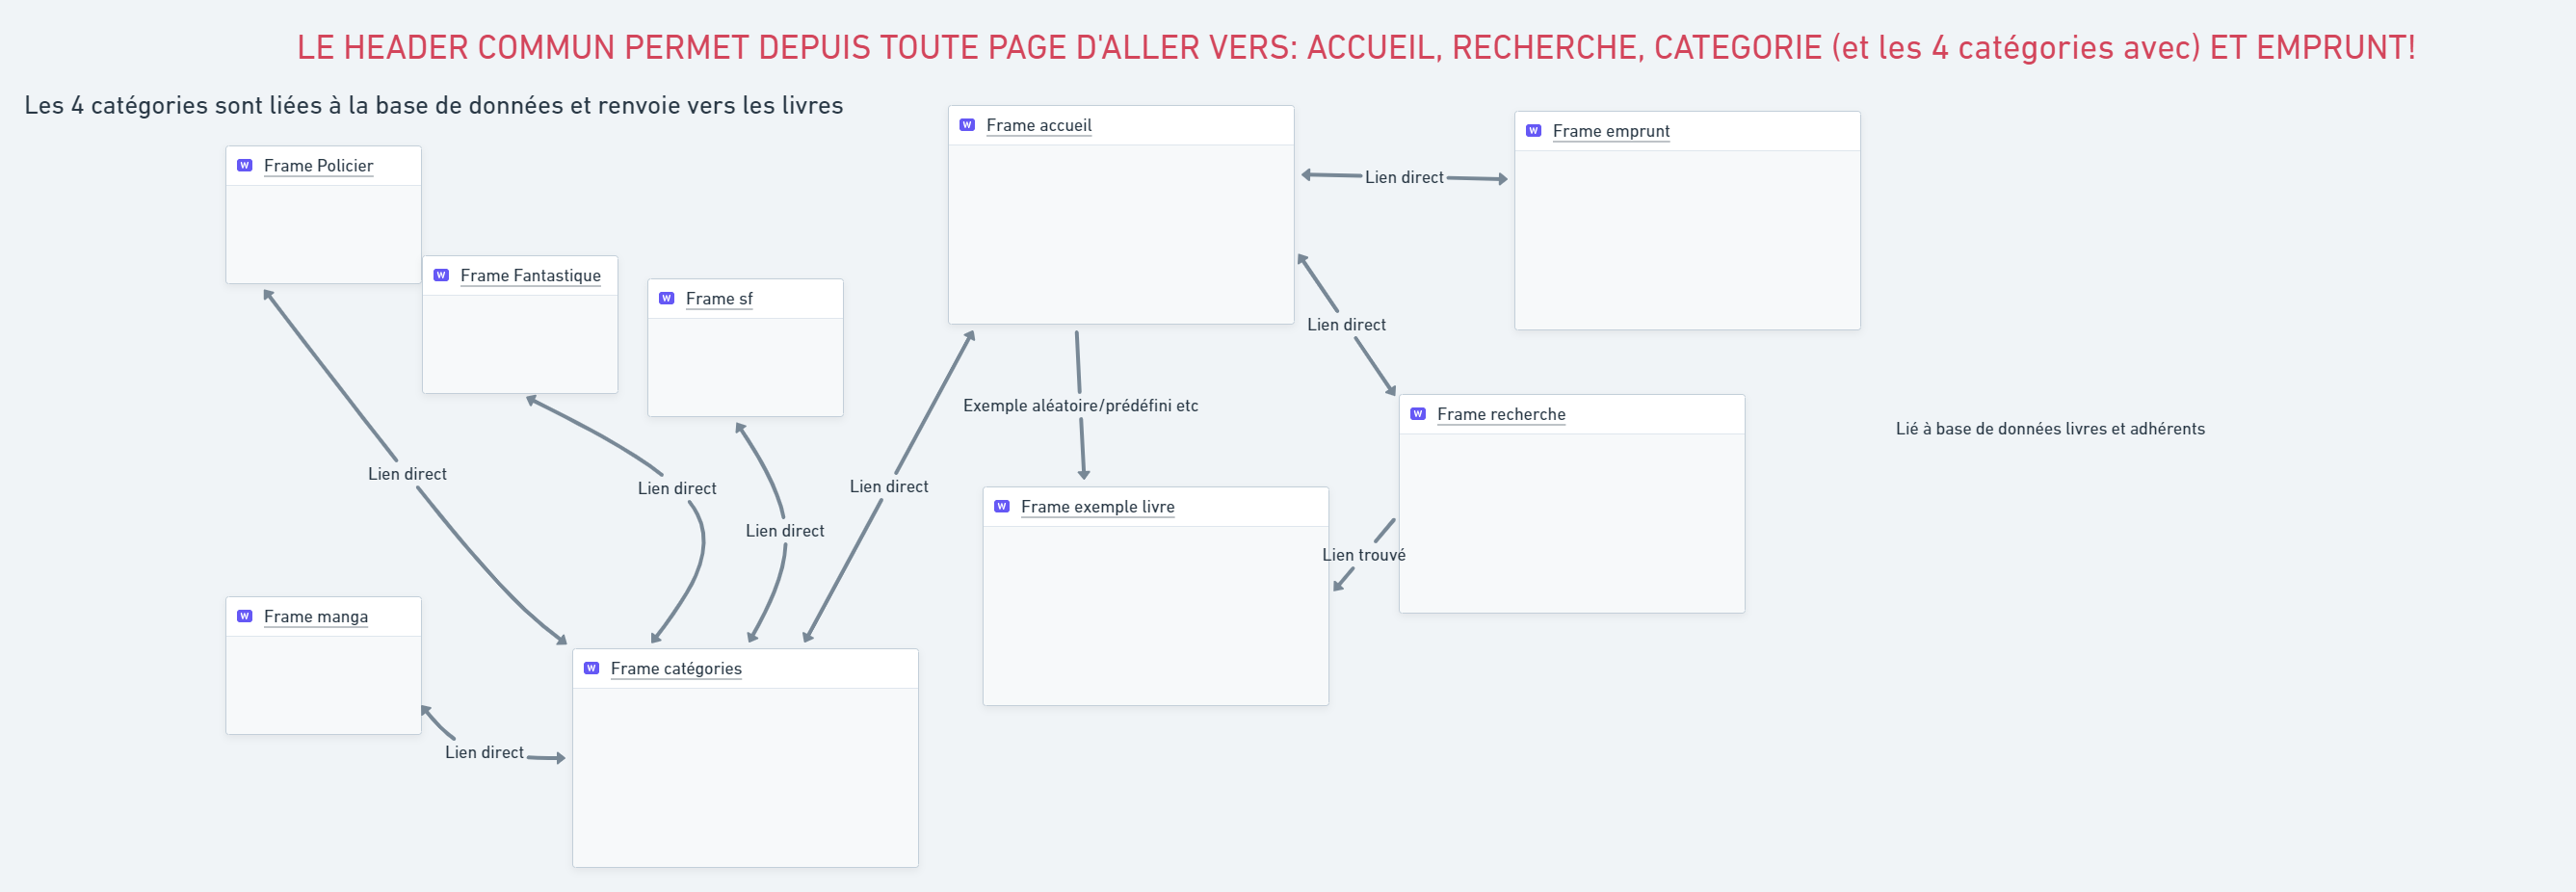 LE HEADER COMMUN PERMET DEPUIS TOUTE PAGE D'ALLER VERS: ACCUEIL, RECHERCHE, CATEGORIE (et les 4 catégories avec) ET EMPRUNT!
Les 4 catégories sont liées à la base de données et renvoie vers les livres
W Frame accueil
W Frame emprunt
W Frame Policier
Lien direct
W Frame Fantastique
W Frame sf
Lien direct
Exemple aléatoire/prédéfini etc
W Frame recherche
Lié à base de données livres et adhérents
Lien direct
Lien direct
Lien direct
W Frame exemple livre
Lien direct
Lien trouvé
W Frame manga
W Frame catégories
Lien direct